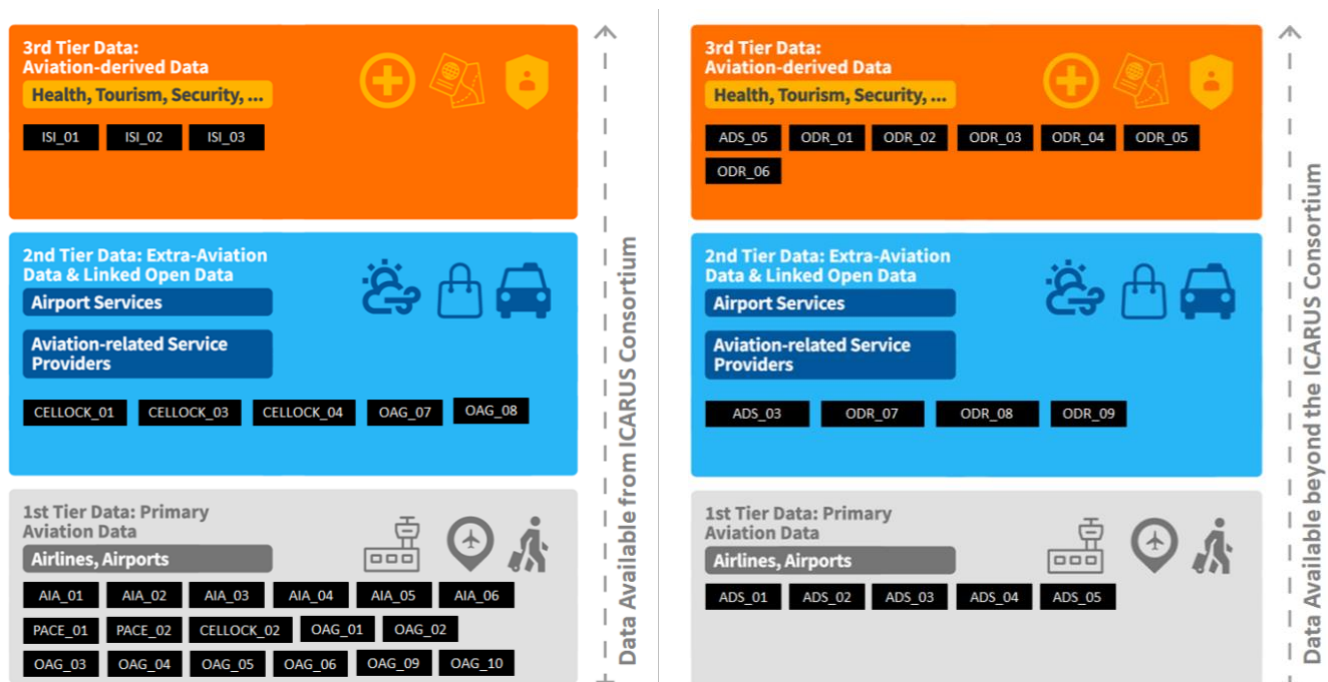 3rd Tier Data:
Aviation-derived Data
Health, Tourism, Security, ...
ISI_01 ISI_02 ISI_03
2nd Tier Data: Extra-Aviation
Data & Linked Open Data
Airport Services
Aviation-related Service
Providers
CELLOCK_01 CELLOCK_03 CELLOCK_04 OAG_07 OAG_08
1st Tier Data: Primary
Aviation Data
Airlines, Airports
AIA_01 AIA_02 AIA_03 AIA_04 AIA_05 AIA_06
PACE_01 PACE_02 CELLOCK_02 OAG_01 OAG_02
OAG_03 OAG_04 OAG_05 OAG_06 OAG_09 OAG_10
Data Available from ICARUS Consortium
3rd Tier Data:
Aviation-derived Data
Health, Tourism, Security, ...
ADS_05 ODR_01 ODR_02 ODR_03 ODR_04 ODR_05
ODR_06
2nd Tier Data: Extra-Aviation
Data & Linked Open Data
Airport Services
Aviation-related Service
Providers
ADS_03 ODR_07 ODR_08 ODR_09
1st Tier Data: Primary
Aviation Data
Airlines, Airports
ADS_01 ADS_02 ADS_03 ADS_04 ADS_05
Data Available beyond the ICARUS Consortium